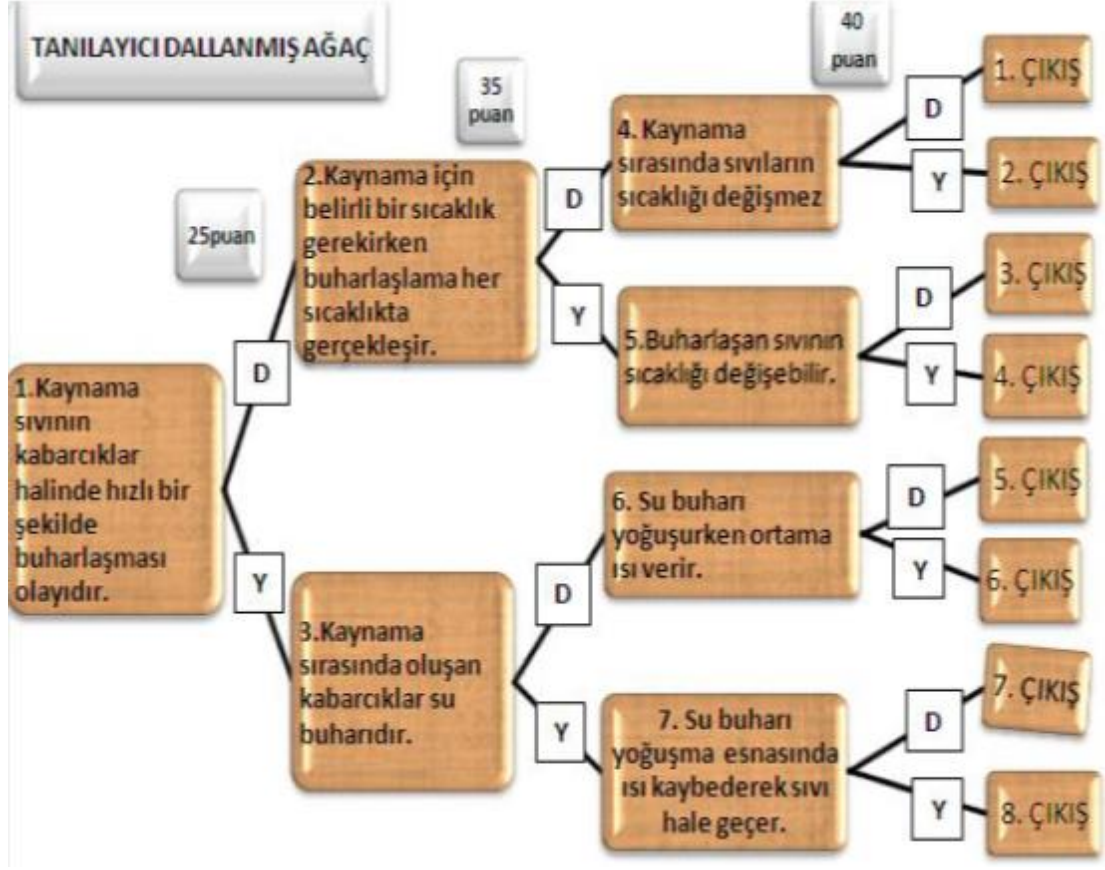 TANILAYICI DALLANMIŞ AĞAÇ
25puan
35
puan
40
puan
1.Kaynama
sıvının
kabarcıklar
halinde hızlı bir
şekilde
buharlaşması
olayıdır.
D
Y
2.Kaynama için
belirli bir sıcaklık
gerekirken
buharlaşlama her
sıcaklıkta
gerçekleşir.
D
Y
3.Kaynama
sırasında oluşan
kabarcıklar su
buharıdır.
D
Y
4. Kaynama
sırasında sıvıların
sıcaklığı değişmez
D
Y
5.Buharlaşan sıvının
sıcaklığı değişebilir.
D
Y
6. Su buharı
yoğuşurken ortama
ısı verir.
D
Y
7. Su buharı
yoğuşma esnasında
ısı kaybederek sıvı
hale geçer.
D
Y
1. ÇIKIŞ
2. ÇIKIŞ
3. ÇIKIŞ
4. ÇIKIŞ
5. ÇIKIŞ
6. ÇIKIŞ
7. ÇIKIŞ
8. ÇIKIŞ